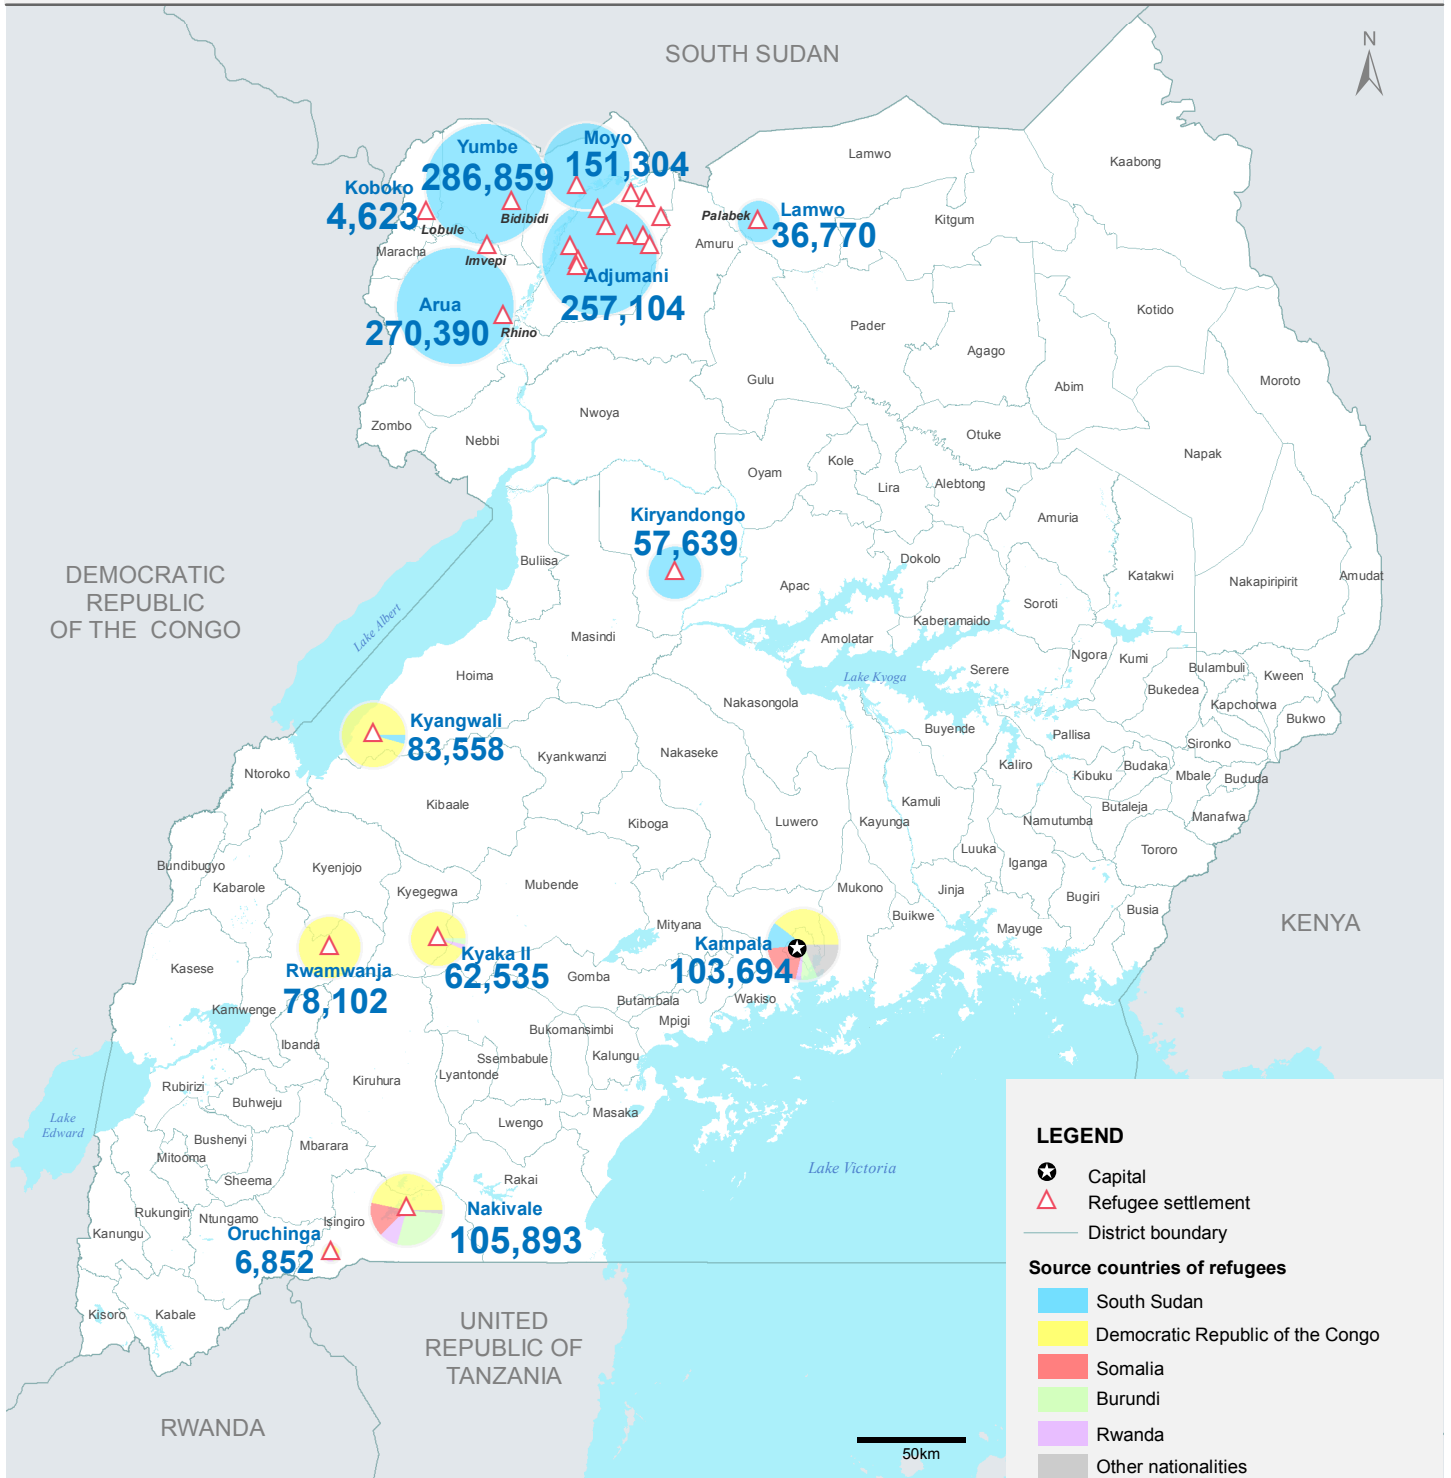 SOUTH SUDAN
N
Yumbe
286,859
Moyo
151,304
Koboko
4,623
Lobule
Bidibidi
Maracha
Imvepi
Adjumani
257,104
Arua
270,390
Rhino
Palabek
Lamwo
36,770
Amuru
Lamwo
Kaabong
Kitgum
Kotido
Pader
Agago
Abim
Moroto
Gulu
Nwoya
Zombo
Nebbi
Otuke
Napak
Kole
Oyam
Lira
Alebtong
Amuria
Kiryandongo
57,639
Dokolo
Buliisa
Apac
Katakwi
Nakapiripirit
Amudat
Soroti
Kaberamaido
Masindi
Amolatar
Ngora
Kumi
Bulambuli
Kween
Serere
Bukedea
Kapchorwa
Bukwo
DEMOCRATIC
REPUBLIC
OF THE CONGO
Lake Albert
Lake Kyoga
Hoima
Nakasongola
Kyangwali
83,558
Buyende
Pallisa
Sironko
Kyankwanzi
Nakaseke
Kaliro
Kibuku
Budaka
Mbale
Bududa
Ntoroko
Kibaale
Kamuli
Butaleja
Manafwa
Kiboga
Luwero
Kayunga
Namutumba
Luuka
Iganga
Tororo
Bundibugyo
Kabarole
Kyenjojo
Kyegegwa
Mubende
Mukono
Jinja
Bugiri
Buikwe
Busia
Mityana
Mayuge
KENYA
Kampala
103,694
Kasese
Rwamwanja
78,102
Kyaka II
62,535
Gomba
Butambala
Wakiso
Mpigi
Kamwenge
Bukomansimbi
Ibanda
Ssembabule
Kalungu
Kiruhura
Lyantonde
Rubirizi
Buhweju
Masaka
Lake
Edward
Lwengo
Bushenyi
Mbarara
Mitooma
Sheema
Rakai
Lake Victoria
Rukungiri
Ntungamo
Isingiro
Kanungu
Nakivale
105,893
Oruchinga
6,852
Kisoro
Kabale
UNITED
REPUBLIC OF
TANZANIA
RWANDA
50km
LEGEND
Capital
Refugee settlement
District boundary
Source countries of refugees
South Sudan
Democratic Republic of the Congo
Somalia
Burundi
Rwanda
Other nationalities